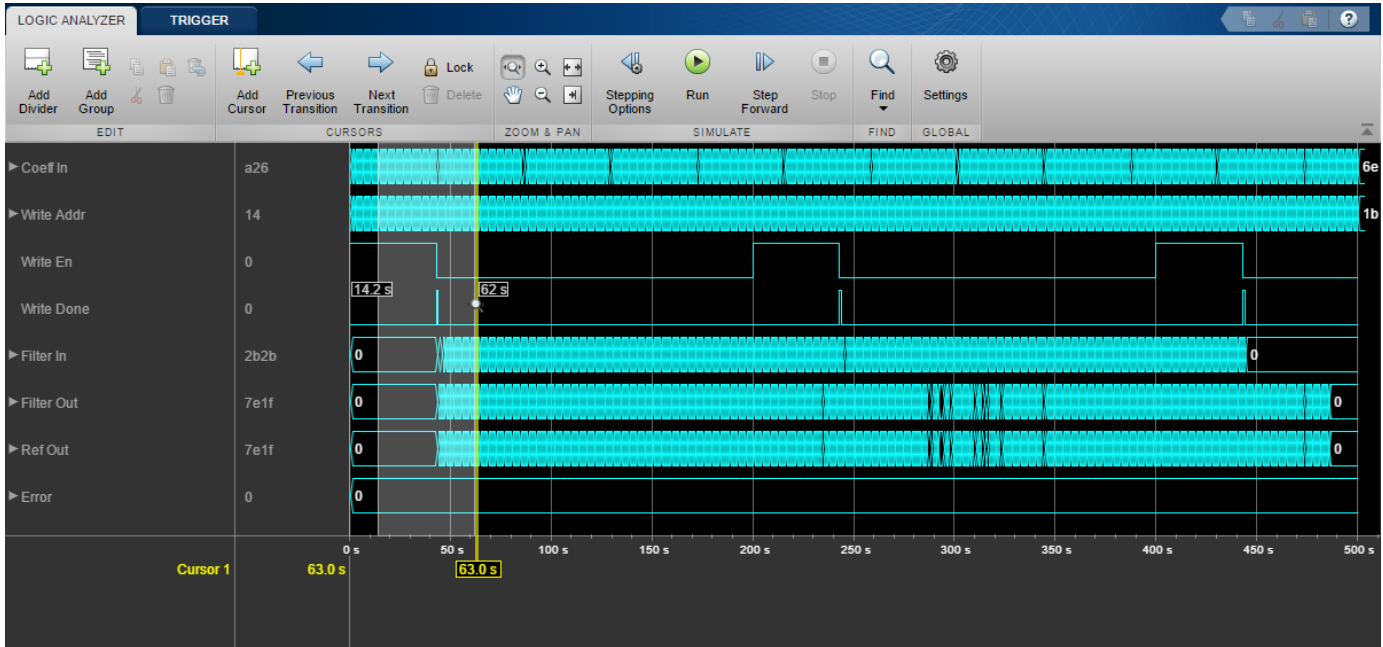 LOGIC ANALYZER TRIGGER
?
Add Divider
Add Group
Add Cursor
Previous Transition
Next Transition
Lock
Delete
Stepping Options
Run
Step Forward
Stop
Find
Settings
EDIT CURSORS ZOOM & PAN SIMULATE FIND GLOBAL
Coeff In a26 6e
Write Addr 14 1b
Write En 0
14.2 s 62 s
Write Done 0
Filter In 2b2b 0 0
Filter Out 7e1f 0 0
Ref Out 7e1f 0 0
Error 0 0
0 s 50 s 100 s 150 s 200 s 250 s 300 s 350 s 400 s 450 s 500 s
Cursor 1 63.0 s 63.0 s